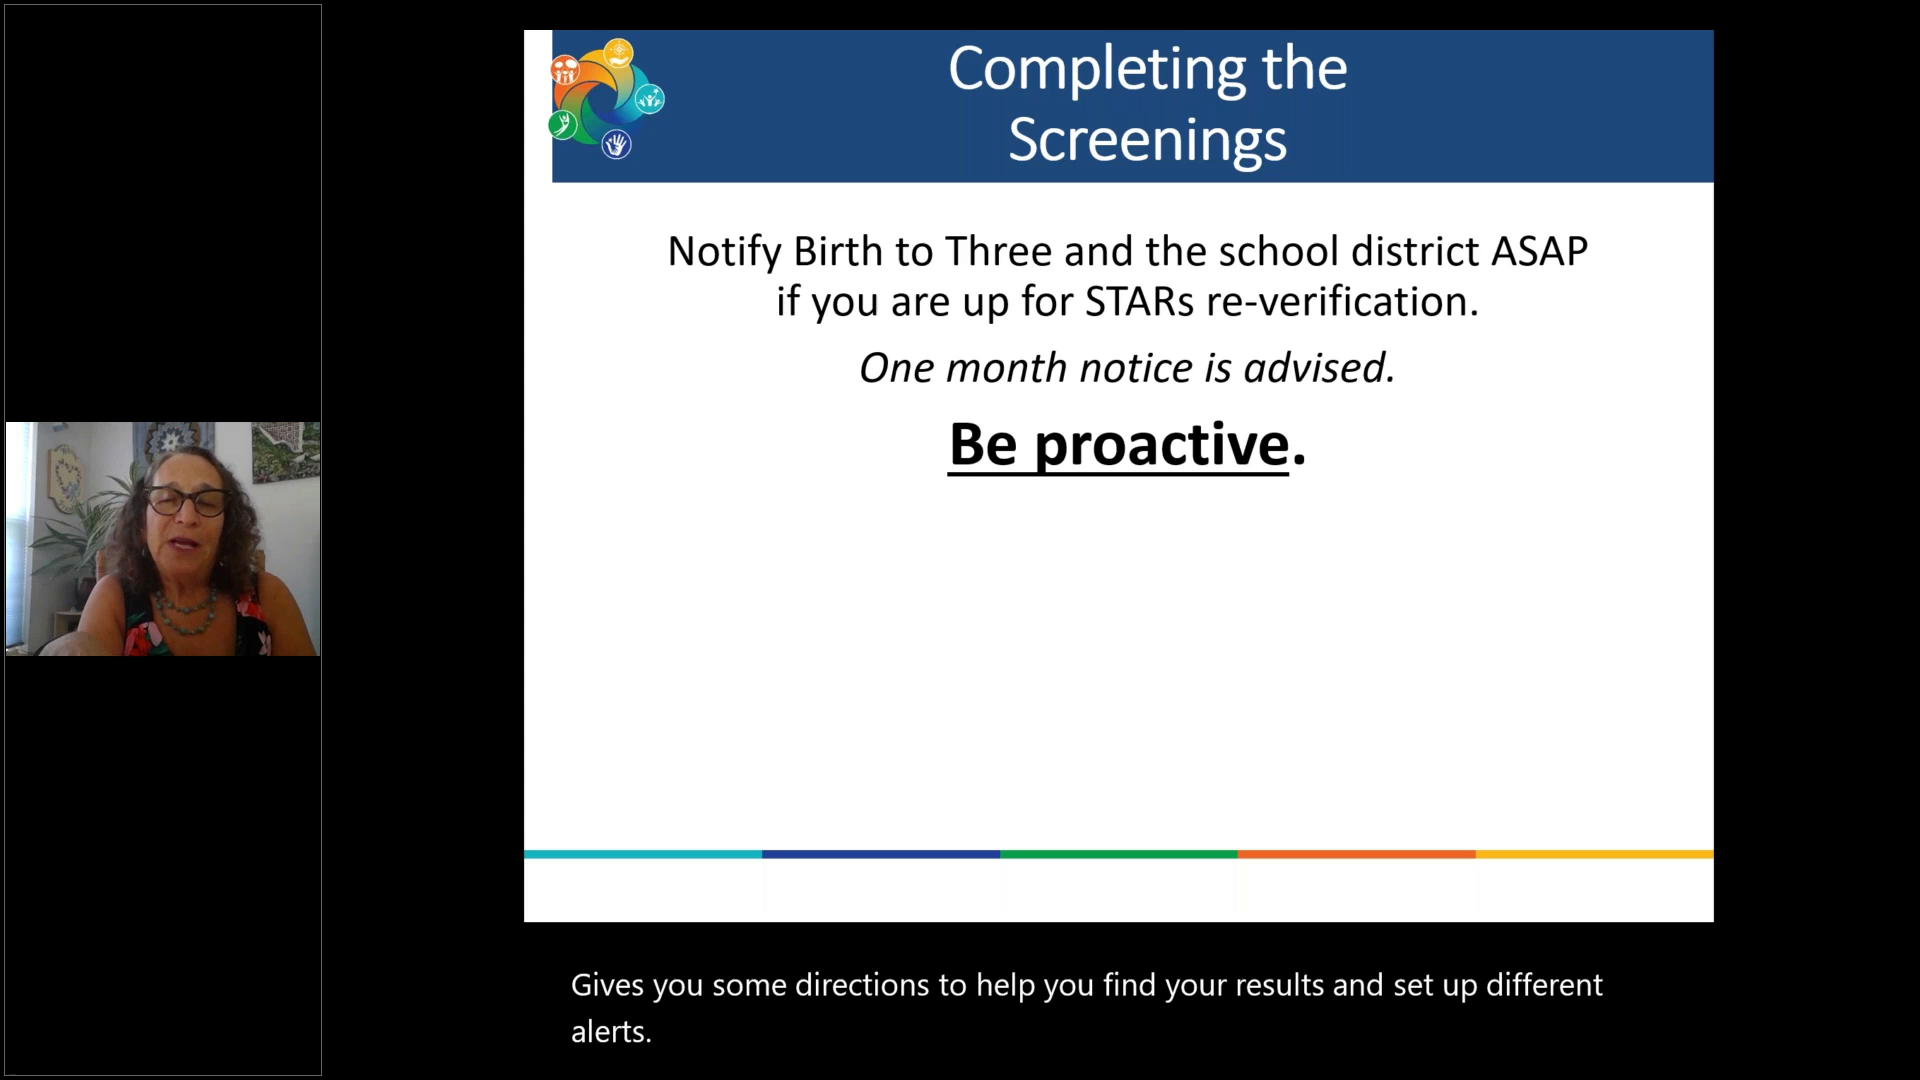 Completing the
Screenings
Notify Birth to Three and the school district ASAP
if you are up for STARs re-verification.
One month notice is advised.
Be proactive.
Gives you some directions to help you find your results and set up different
alerts.